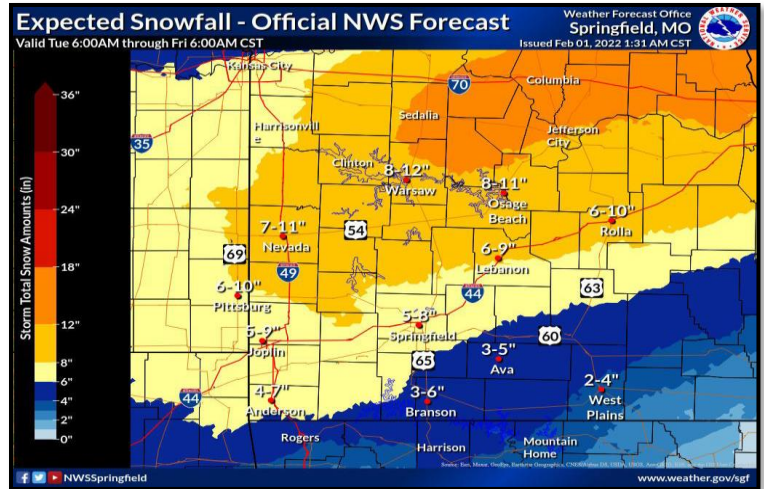 Expected Snowfall - Official NWS Forecast
Valid Tue 6:00AM through Fri 6:00AM CST
Weather Forecast Office
Springfield, MO
Issued Feb 01, 2022 1:31 AM CST
NATIONAL WEATHER SERVICE
Storm Total Snow Amounts (in)
36"
30"
24"
18"
12"
8"
6"
4"
2"
0"
Kansas City
70
Columbia
Sedalia
35
Harrisonvill
e
Jefferson
City
Clinton
8-12"
Warsaw
8-11"
Osage
Beach
6-10"
Rolla
7-11"
Nevada
54
69
49
6-9"
Lebanon
6-10"
Pittsburg
44
63
5-8"
Springfield
5-9"
Joplin
65
60
3-5"
Ava
44
4-7"
Anderson
3-6"
Branson
2-4"
West
Plains
Rogers
Harrison
Mountain
Home
NWSSpringfield
www.weather.gov/sgf